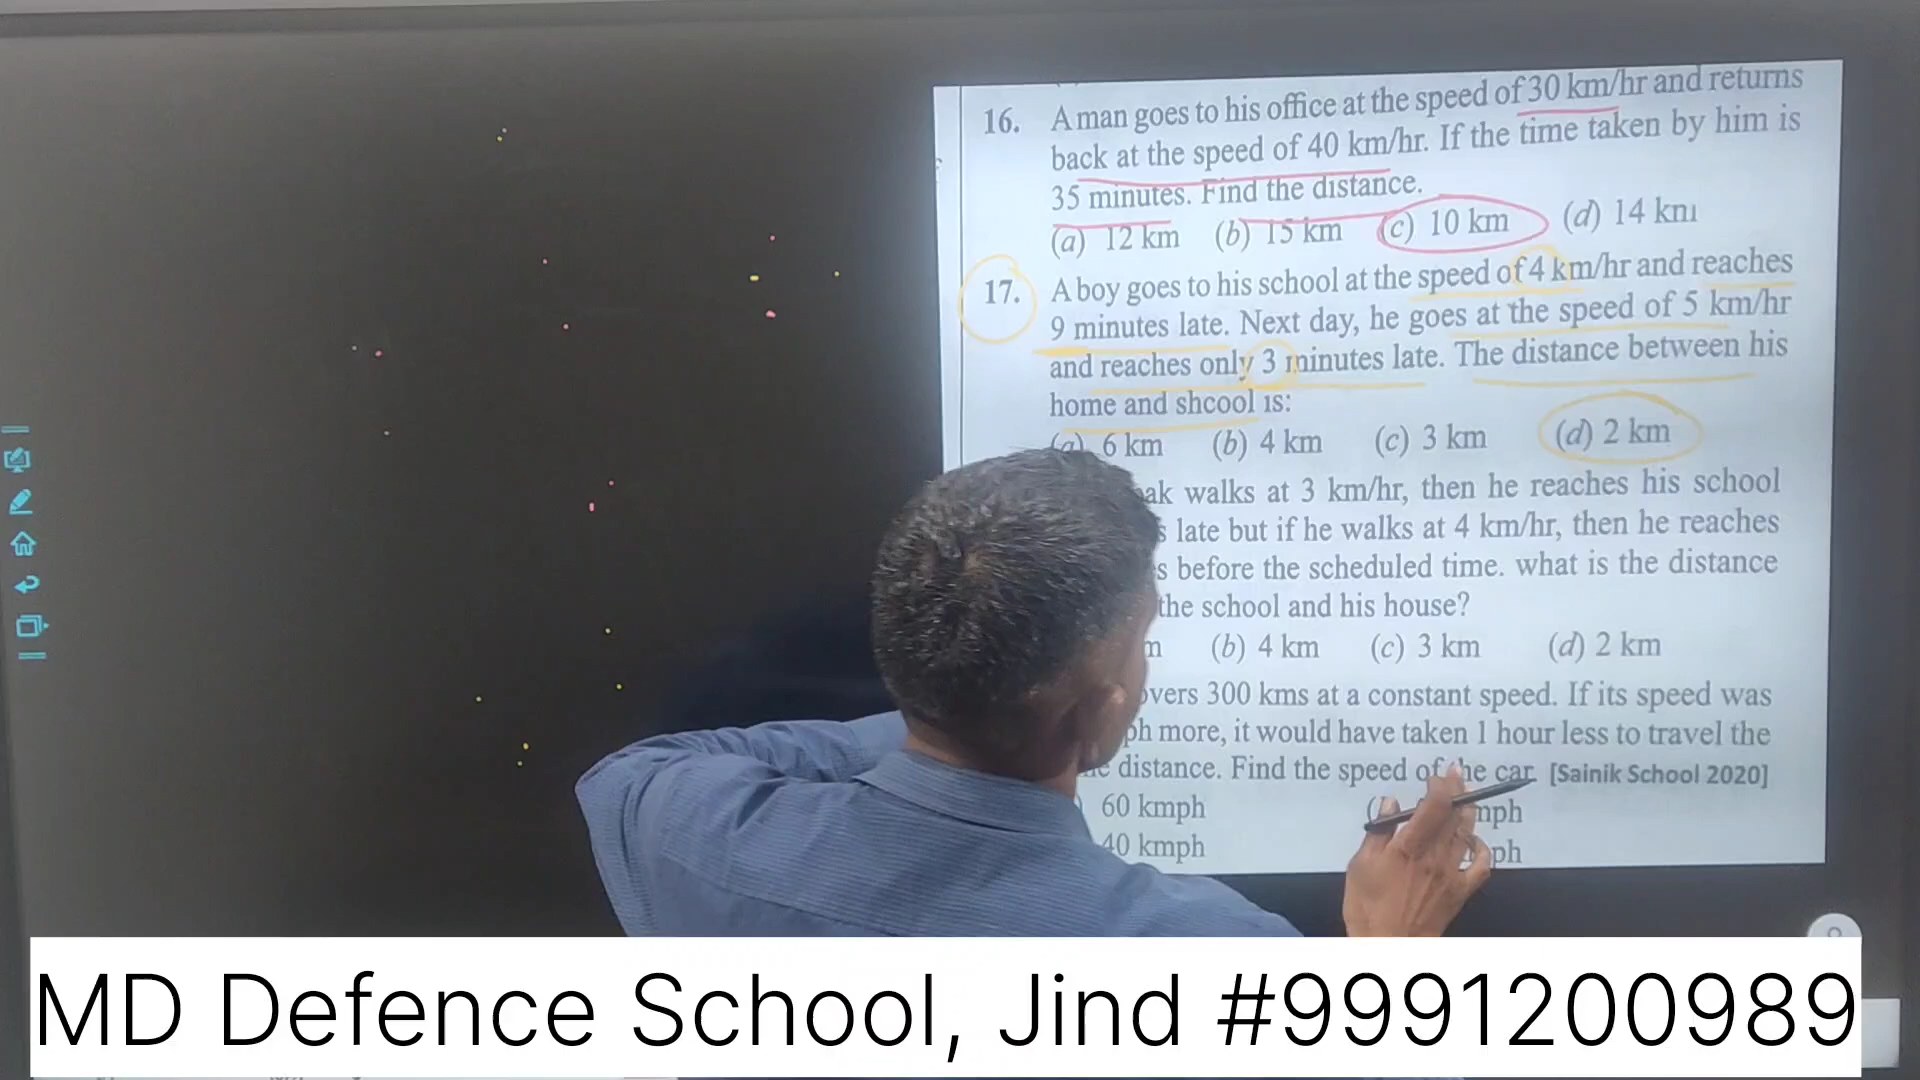 16. A man goes to his office at the speed of 30 km/hr and returns
back at the speed of 40 km/hr. If the time taken by him is
35 minutes. Find the distance.
(a) 12 km (b) 15 km (c) 10 km (d) 14 km
17. A boy goes to his school at the speed of 4 km/hr and reaches
9 minutes late. Next day, he goes at the speed of 5 km/hr
and reaches only 3 minutes late. The distance between his
home and shcool is:
(a) 6 km (b) 4 km (c) 3 km (d) 2 km
walks at 3 km/hr, then he reaches his school
late but if he walks at 4 km/hr, then he reaches
before the scheduled time. what is the distance
the school and his house?
(b) 4 km (c) 3 km (d) 2 km
300 kms at a constant speed. If its speed was
more, it would have taken 1 hour less to travel the
distance. Find the speed of the car. [Sainik School 2020]
60 kmph
40 kmph
MD Defence School, Jind #9991200989